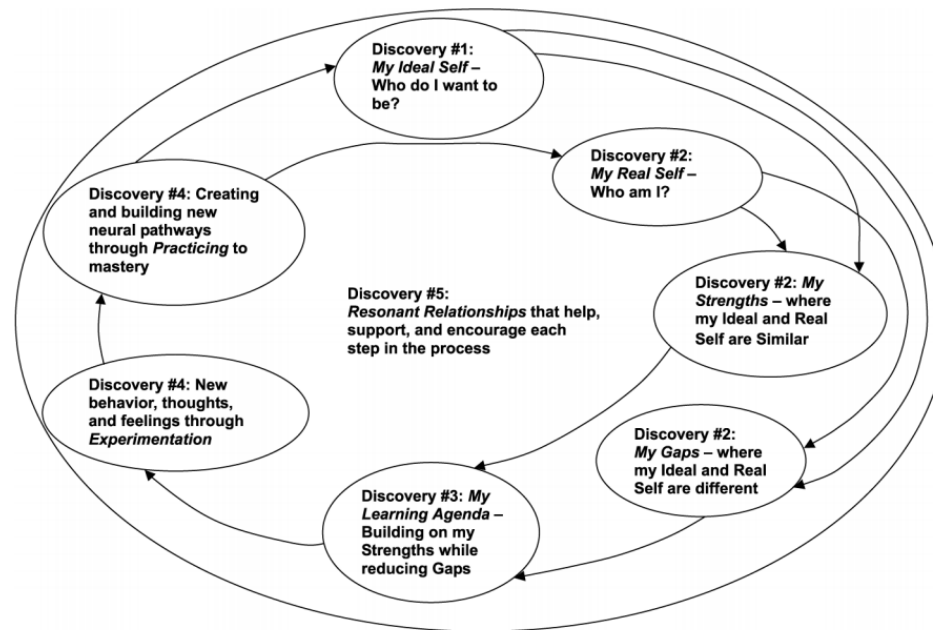 Discovery #1:
My Ideal Self –
Who do I want to
be?
Discovery #2:
My Real Self –
Who am I?
Discovery #2: My
Strengths – where
my Ideal and Real
Self are Similar
Discovery #2:
My Gaps – where
my Ideal and Real
Self are different
Discovery #3: My
Learning Agenda –
Building on my
Strengths while
reducing Gaps
Discovery #4: New
behavior, thoughts,
and feelings through
Experimentation
Discovery #4: Creating
and building new
neural pathways
through Practicing to
mastery
Discovery #5:
Resonant Relationships that help,
support, and encourage each
step in the process